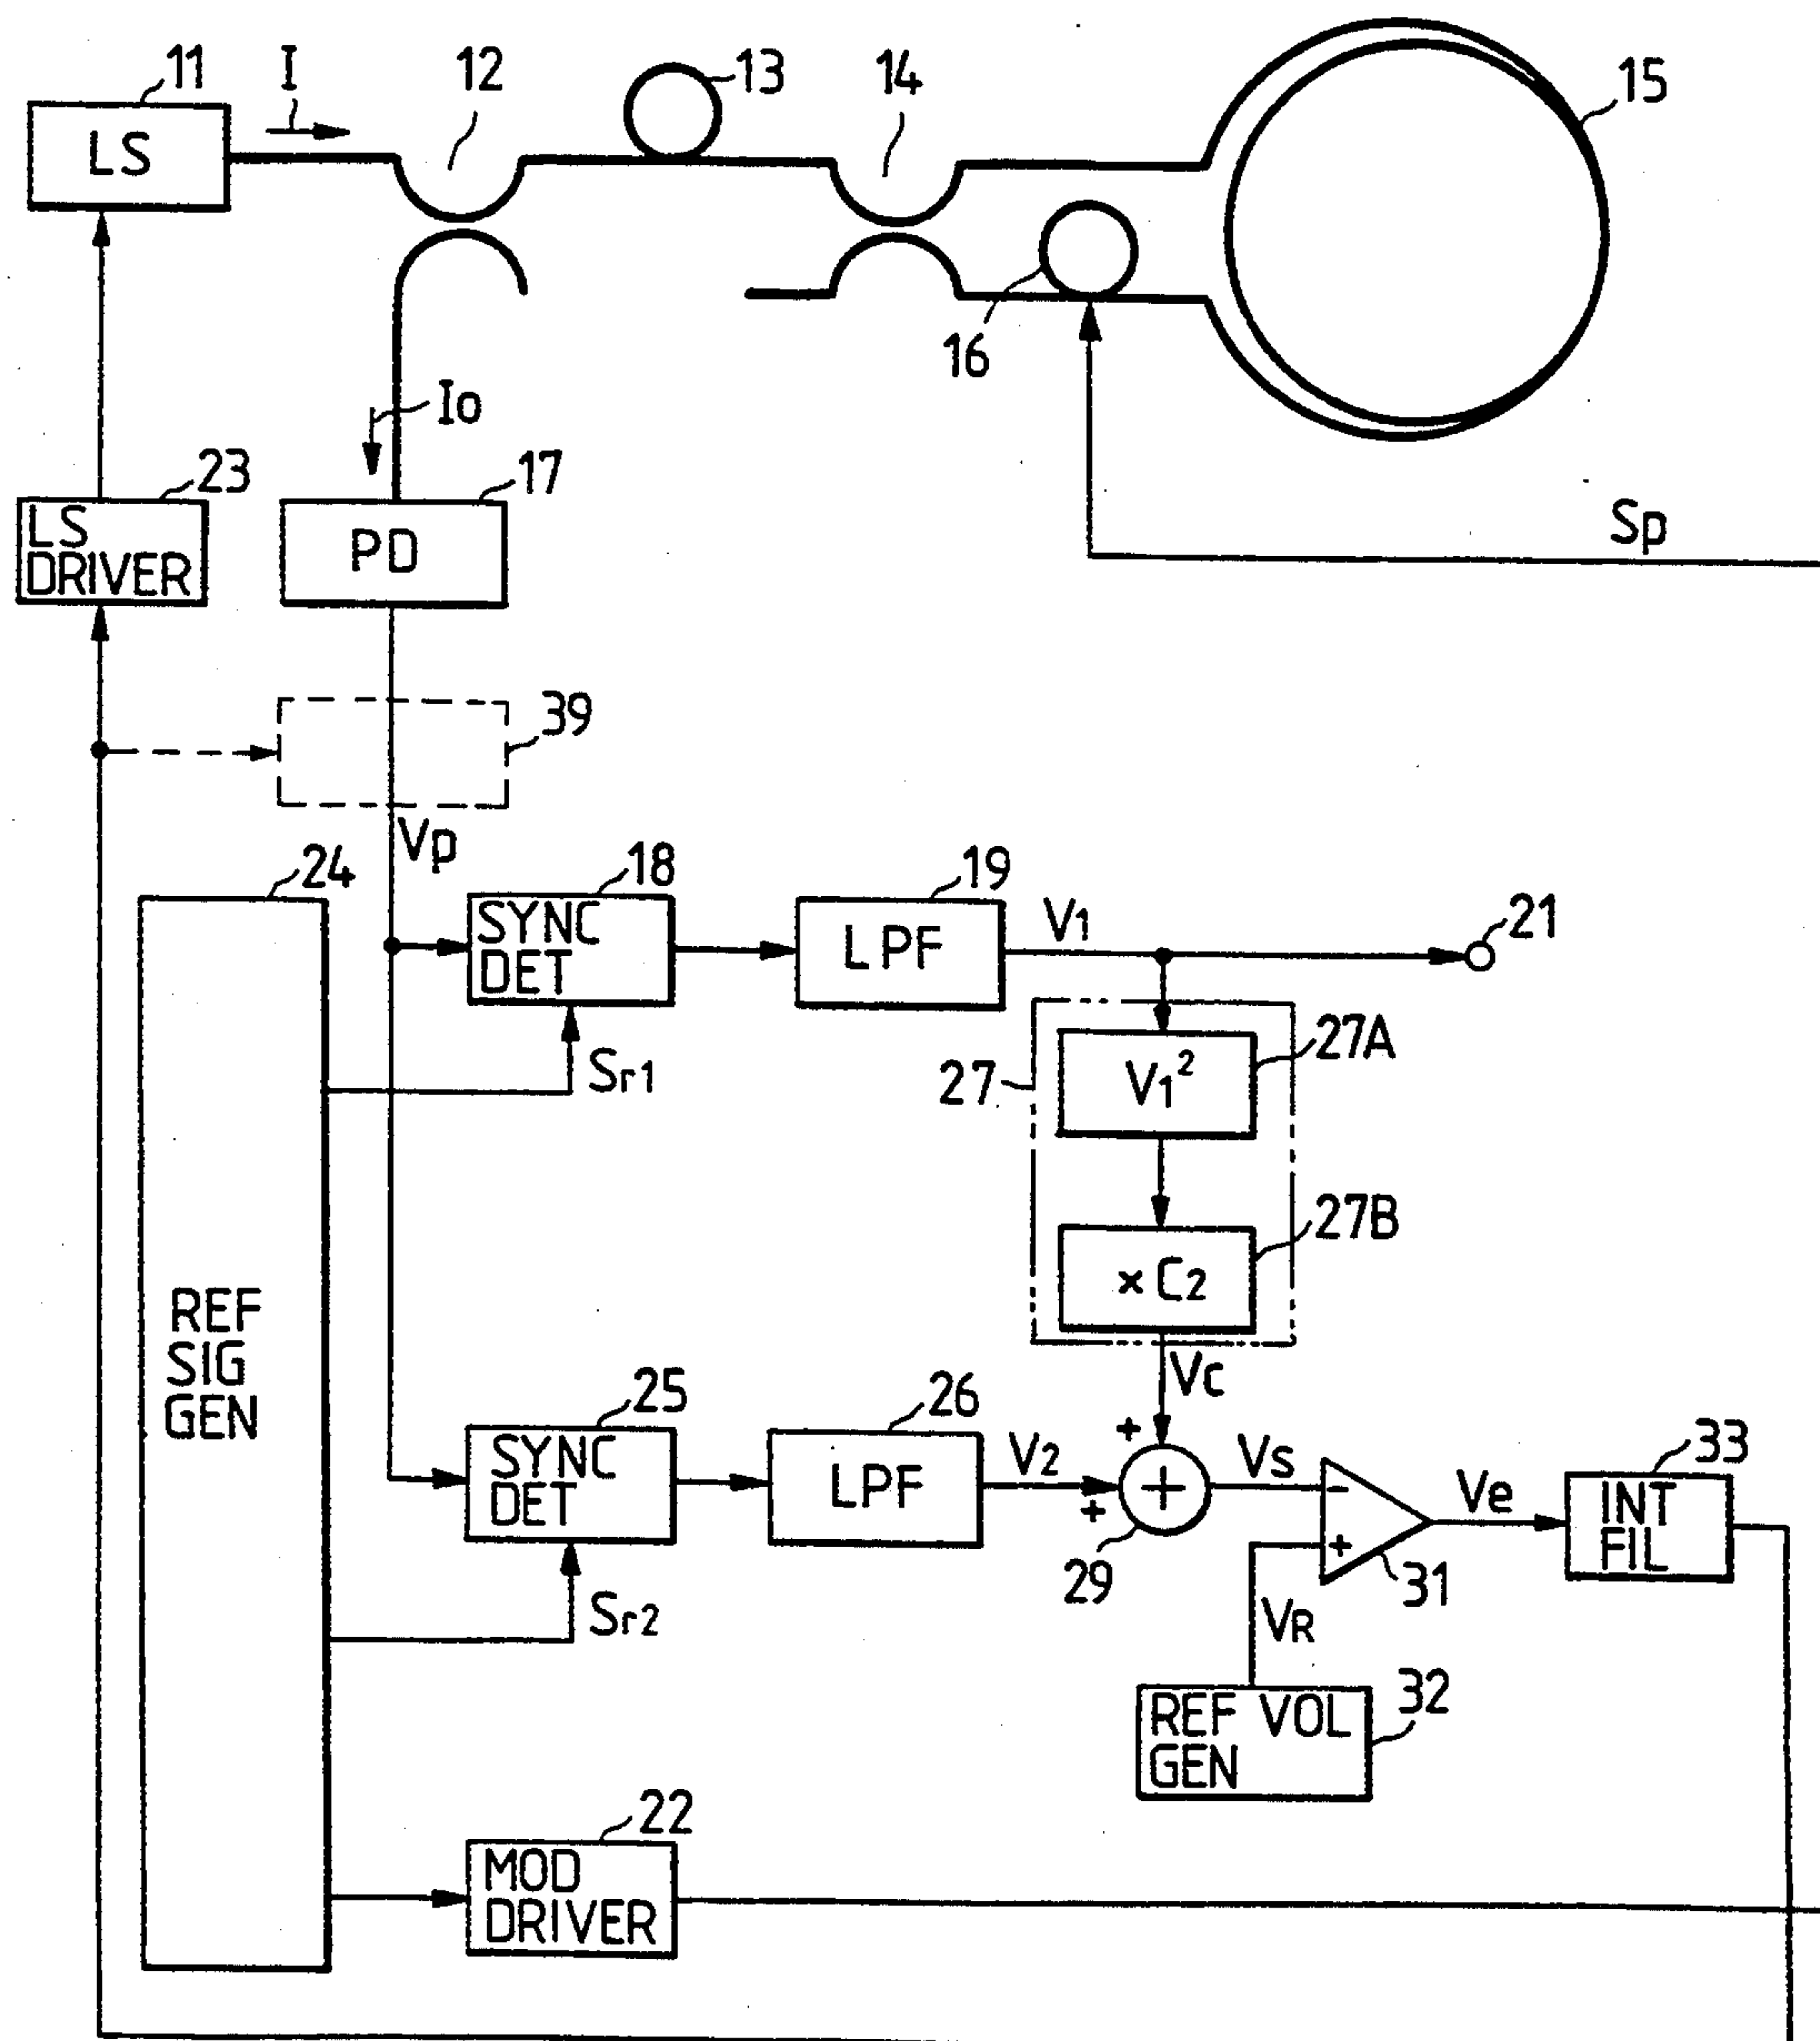 11
I
12
13
14
15
LS
16
Io
23
17
LS
DRIVER
PD
Sp
39
Vp
24
18
19
V1
21
SYNC
DET
LPF
Sr1
27
V1²
27A
27B
×C2
REF
SIG
GEN
Vc
25
26
+
SYNC
DET
LPF
V2
+
+
Vs
-
+
Ve
33
INT
FIL
29
31
Sr2
VR
32
REF VOL
GEN
22
MOD
DRIVER